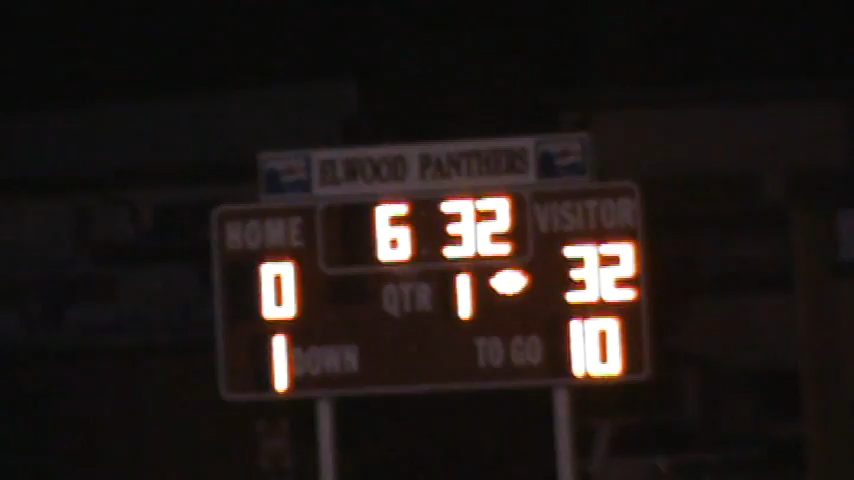 ELWOOD PANTHERS
HOME 6:32 VISITOR
0 QTR 1 32
1 DOWN TO GO 10